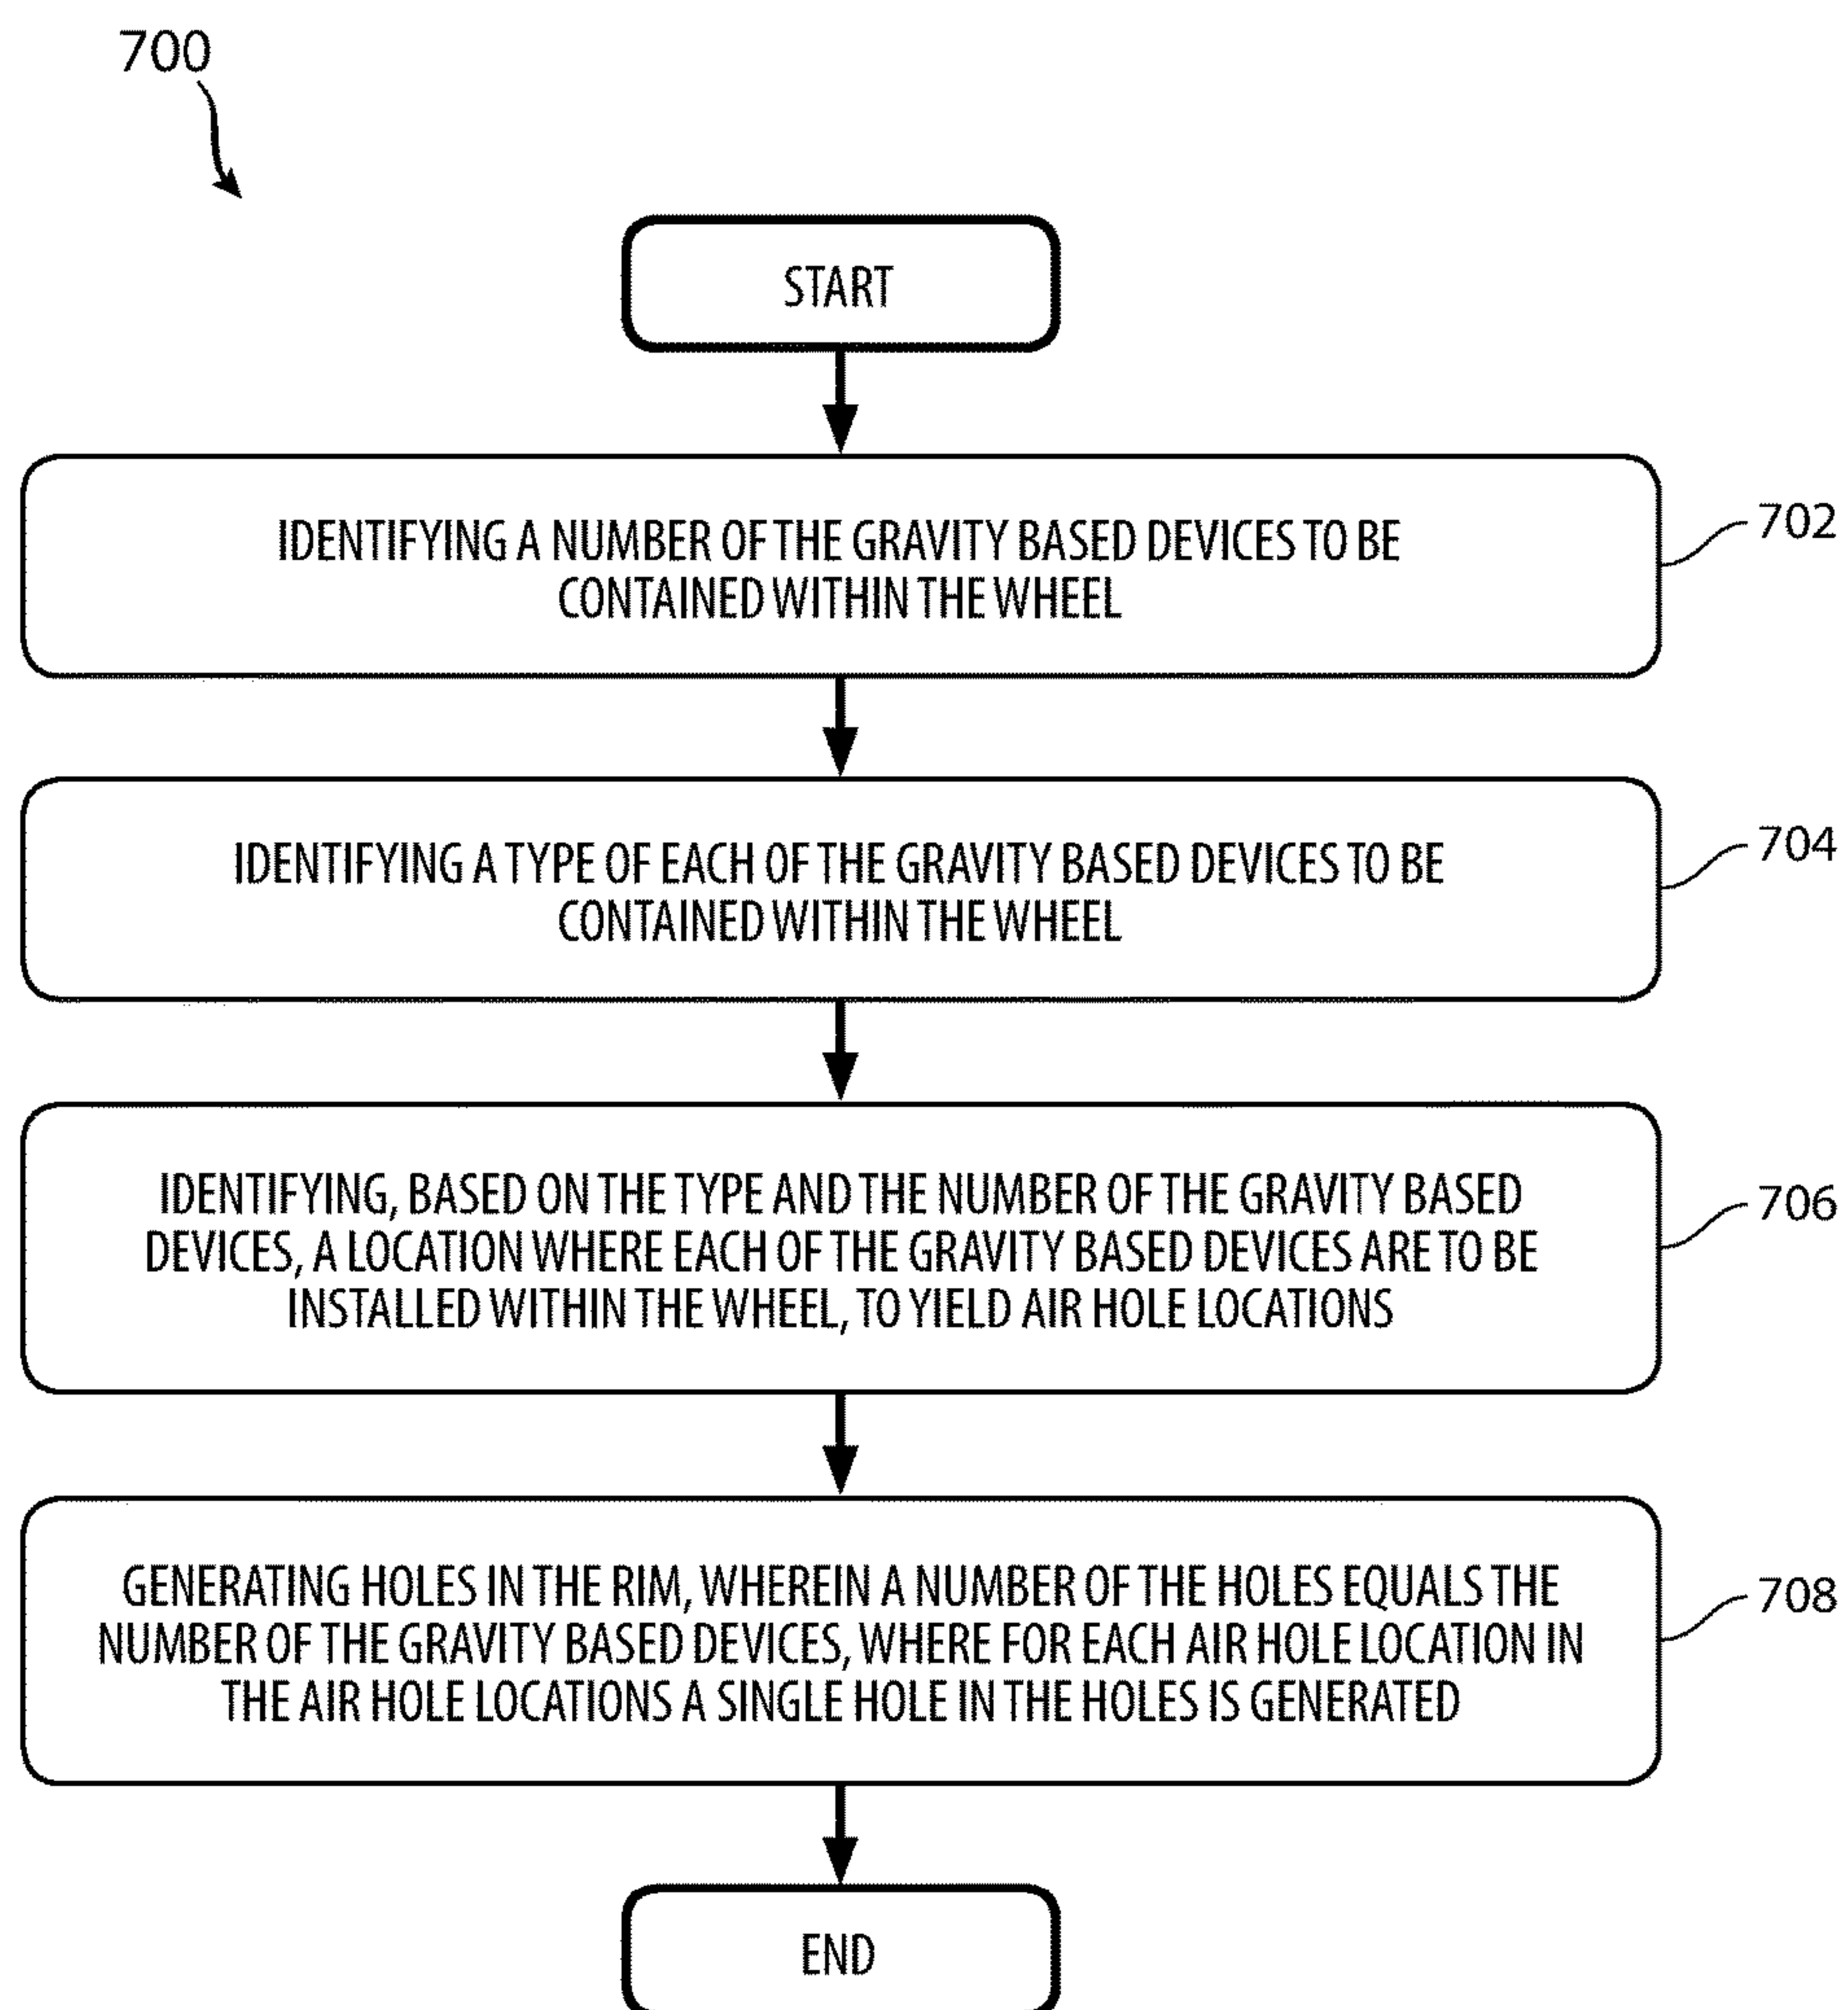 700
START
IDENTIFYING A NUMBER OF THE GRAVITY BASED DEVICES TO BE
CONTAINED WITHIN THE WHEEL
702
IDENTIFYING A TYPE OF EACH OF THE GRAVITY BASED DEVICES TO BE
CONTAINED WITHIN THE WHEEL
704
IDENTIFYING, BASED ON THE TYPE AND THE NUMBER OF THE GRAVITY BASED
DEVICES, A LOCATION WHERE EACH OF THE GRAVITY BASED DEVICES ARE TO BE
INSTALLED WITHIN THE WHEEL, TO YIELD AIR HOLE LOCATIONS
706
GENERATING HOLES IN THE RIM, WHEREIN A NUMBER OF THE HOLES EQUALS THE
NUMBER OF THE GRAVITY BASED DEVICES, WHERE FOR EACH AIR HOLE LOCATION IN
THE AIR HOLE LOCATIONS A SINGLE HOLE IN THE HOLES IS GENERATED
708
END